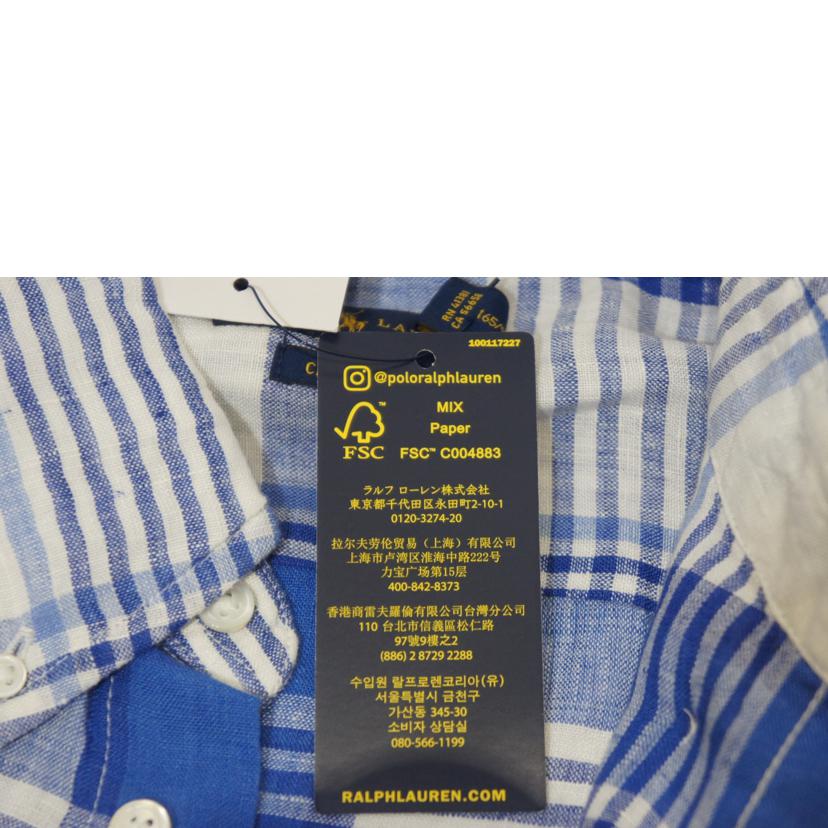 RN 41381
CA 56658
165/
LA
C
100117227
@poloralphlauren
MIX
Paper
FSC™ C004883
FSC
ラルフ ローレン株式会社
東京都千代田区永田町2-10-1
0120-3274-20
拉尔夫劳伦贸易（上海）有限公司
上海市卢湾区淮海中路222号
力宝广场第15层
400-842-8373
香港商雷夫羅倫有限公司台灣分公司
110 台北市信義區松仁路
97號9樓之2
(886) 2 8729 2288
수입원 랄프로렌코리아(유)
서울특별시 금천구
가산동 345-30
소비자 상담실
080-566-1199
RALPHLAUREN.COM